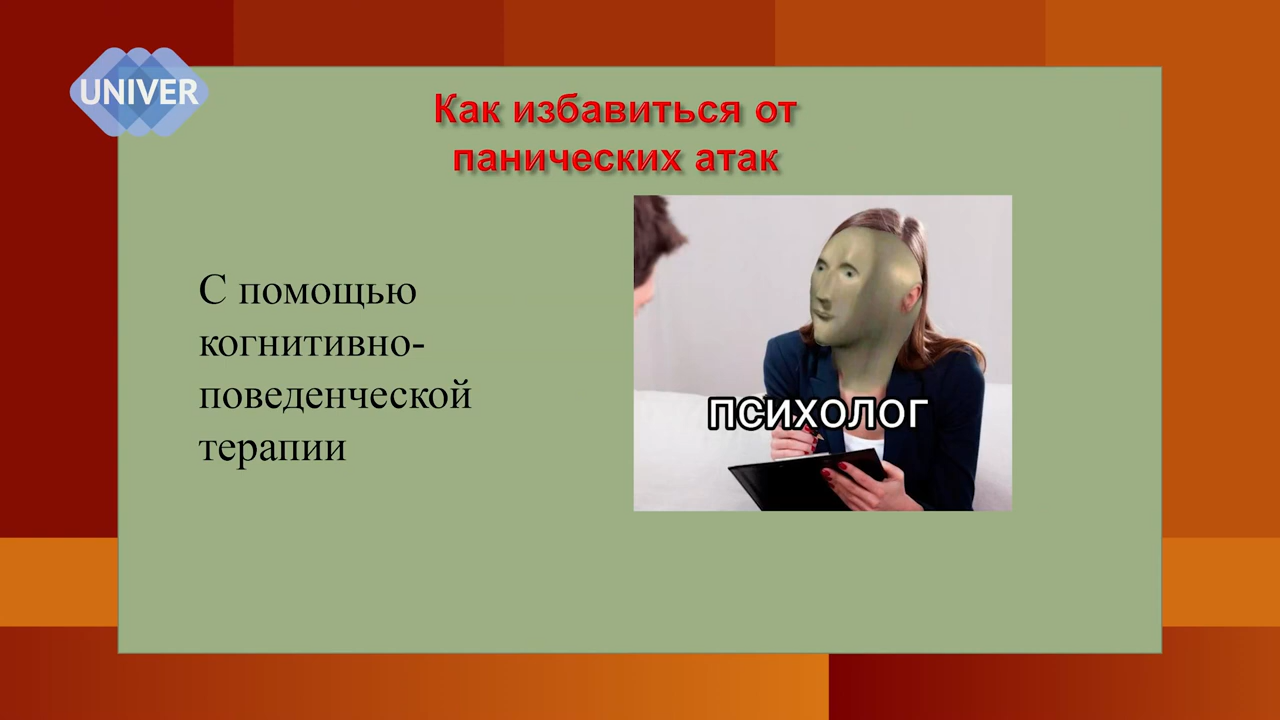 UNIVER
Как избавиться от
панических атак
С помощью
когнитивно-
поведенческой
терапии
психолог